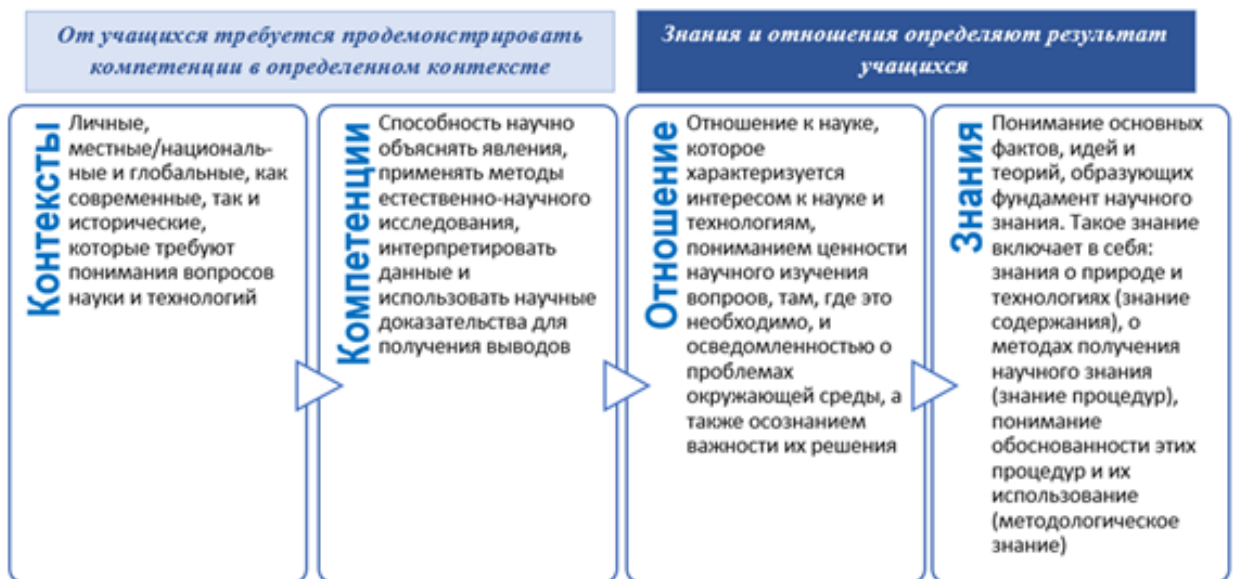 От учащихся требуется продемонстрировать
компетенции в определенном контексте
Знания и отношения определяют результат
учащихся
Контексты
Личные,
местные/националь-
ные и глобальные, как
современные, так и
исторические,
которые требуют
понимания вопросов
науки и технологий
Компетенции
Способность научно
объяснять явления,
применять методы
естественно-научного
исследования,
интерпретировать
данные и
использовать научные
доказательства для
получения выводов
Отношение
Отношение к науке,
которое
характеризуется
интересом к науке и
технологиям,
пониманием ценности
научного изучения
вопроов, там, где это
необходимо, и
осведомленностью о
проблемах
окружающей среды, а
также осознанием
важности их решения
Знания
Понимание основных
фактов, идей и
теорий, образующих
фундамент научного
знания. Такое знание
включает в себя:
знания о природе и
технологиях (знание
содержания), о
методах получения
научного знания
(знание процедур),
понимание
обоснованности этих
процедур и их
использование
(методологическое
знание)